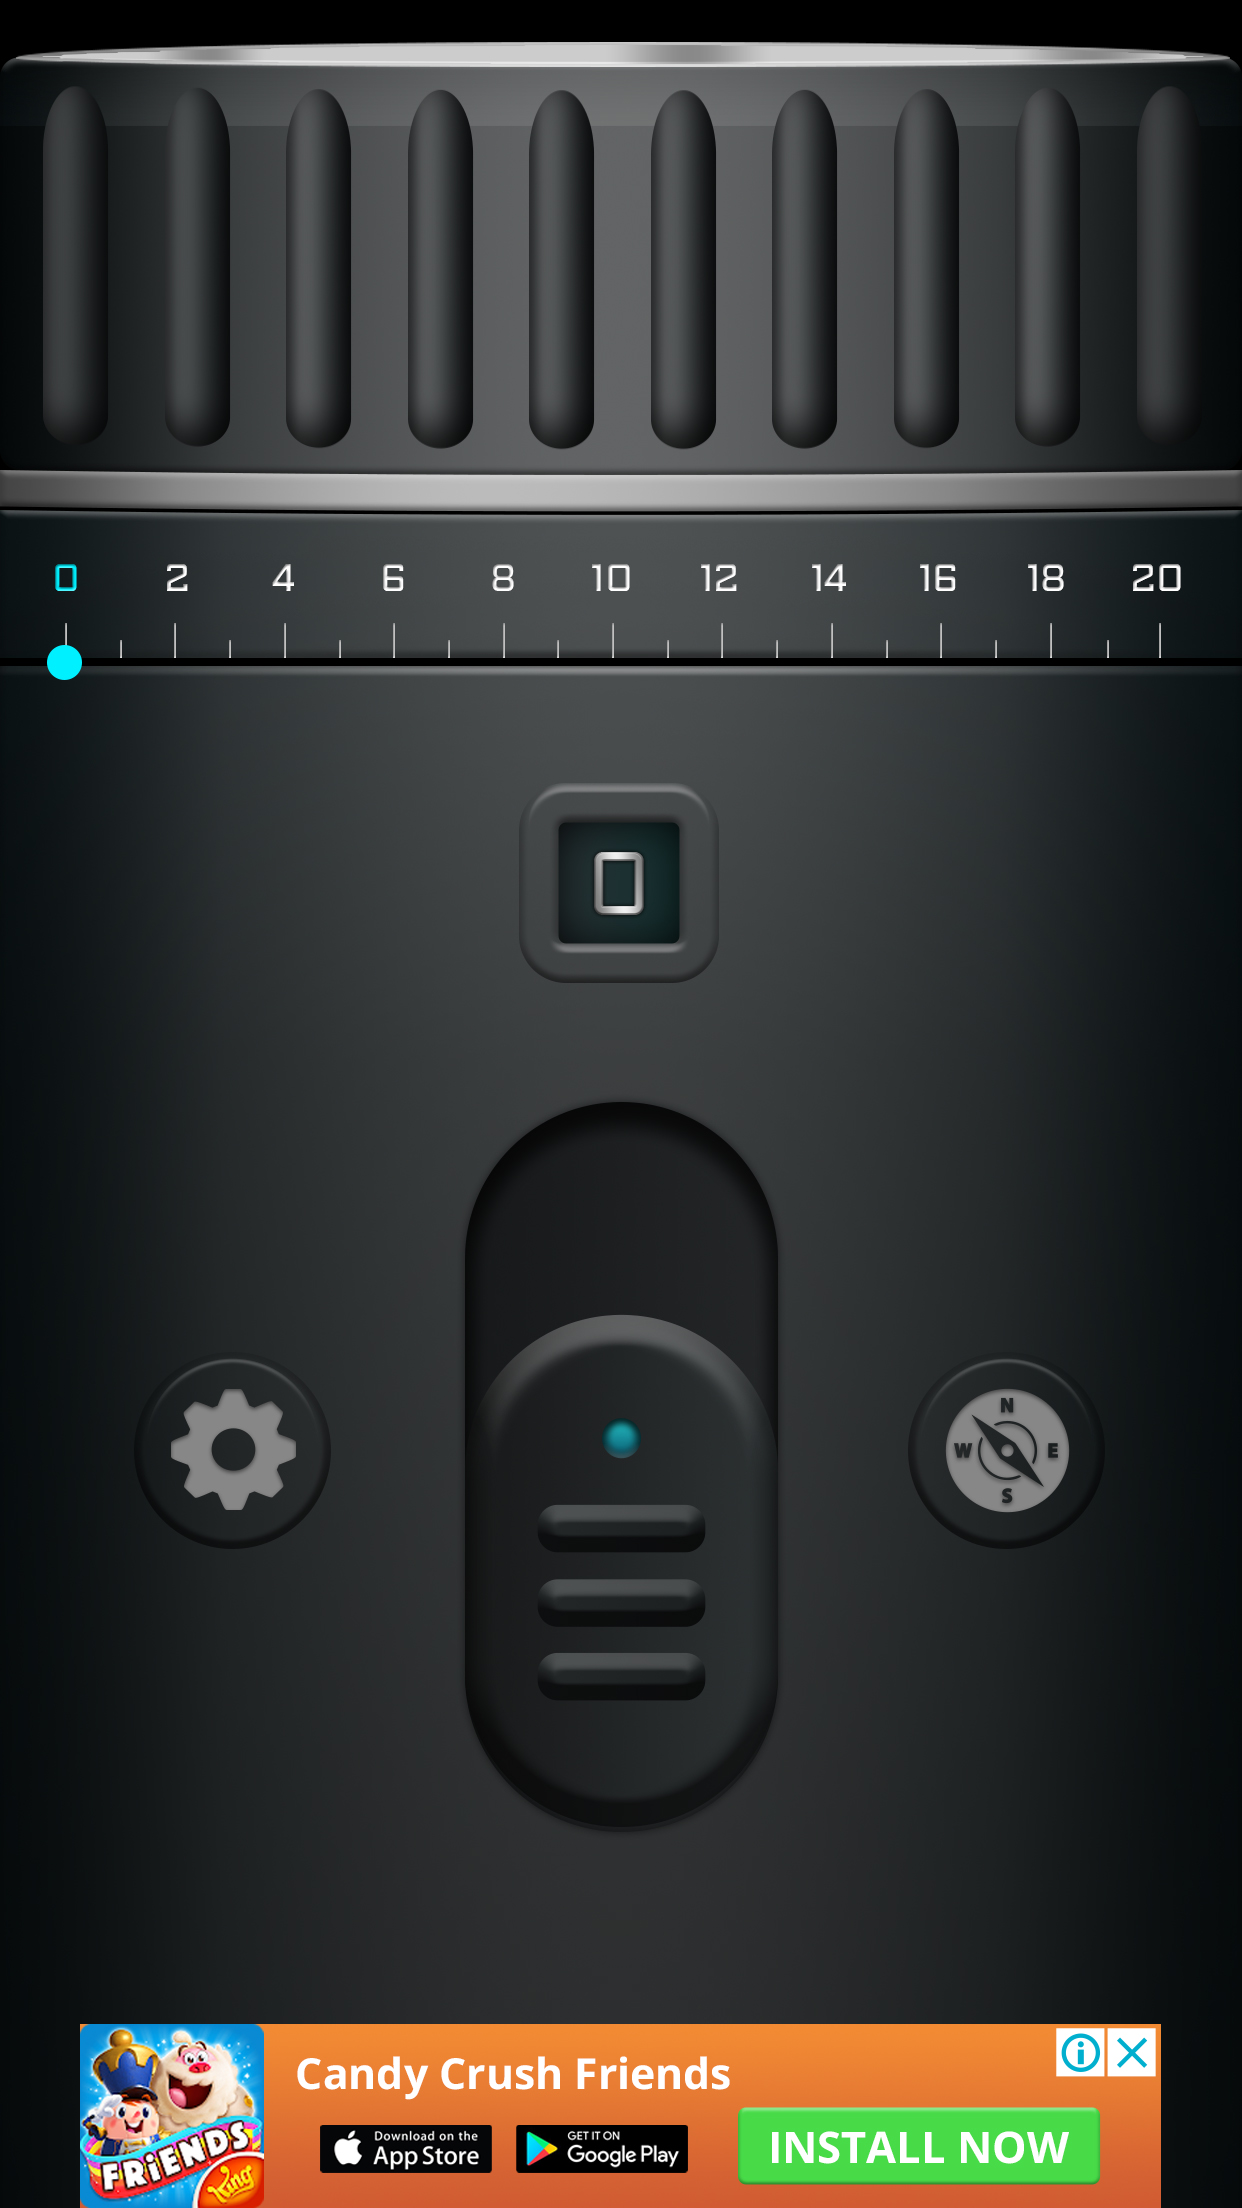 0 2 4 6 8 10 12 14 16 18 20
0
N
W E
S
Candy Crush Friends
Download on the
App Store
GET IT ON
Google Play
INSTALL NOW
FRiENDS
King